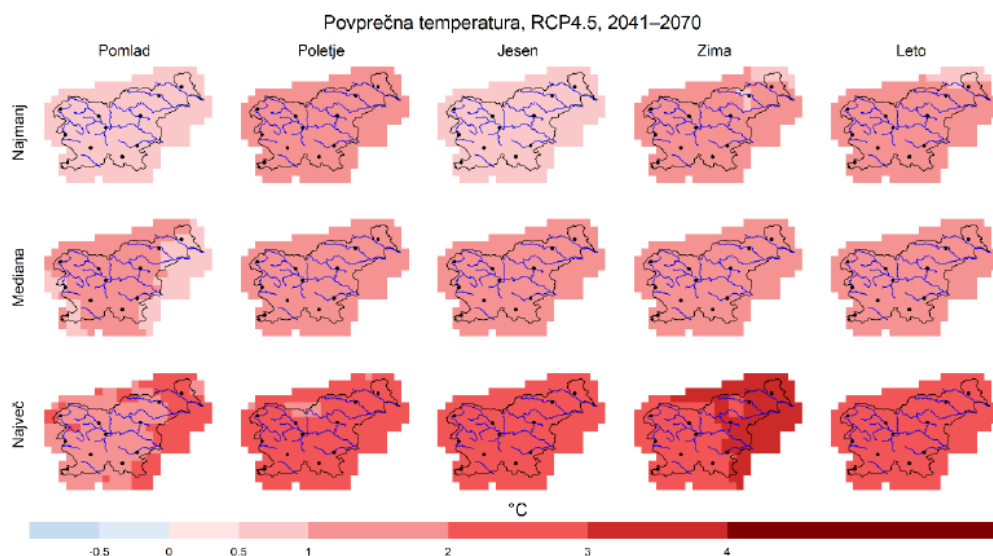 Povprečna temperatura, RCP4.5, 2041–2070
Pomlad Poletje Jesen Zima Leto
Najmanj
Mediana
Največ
°C
-0.5 0 0.5 1 2 3 4